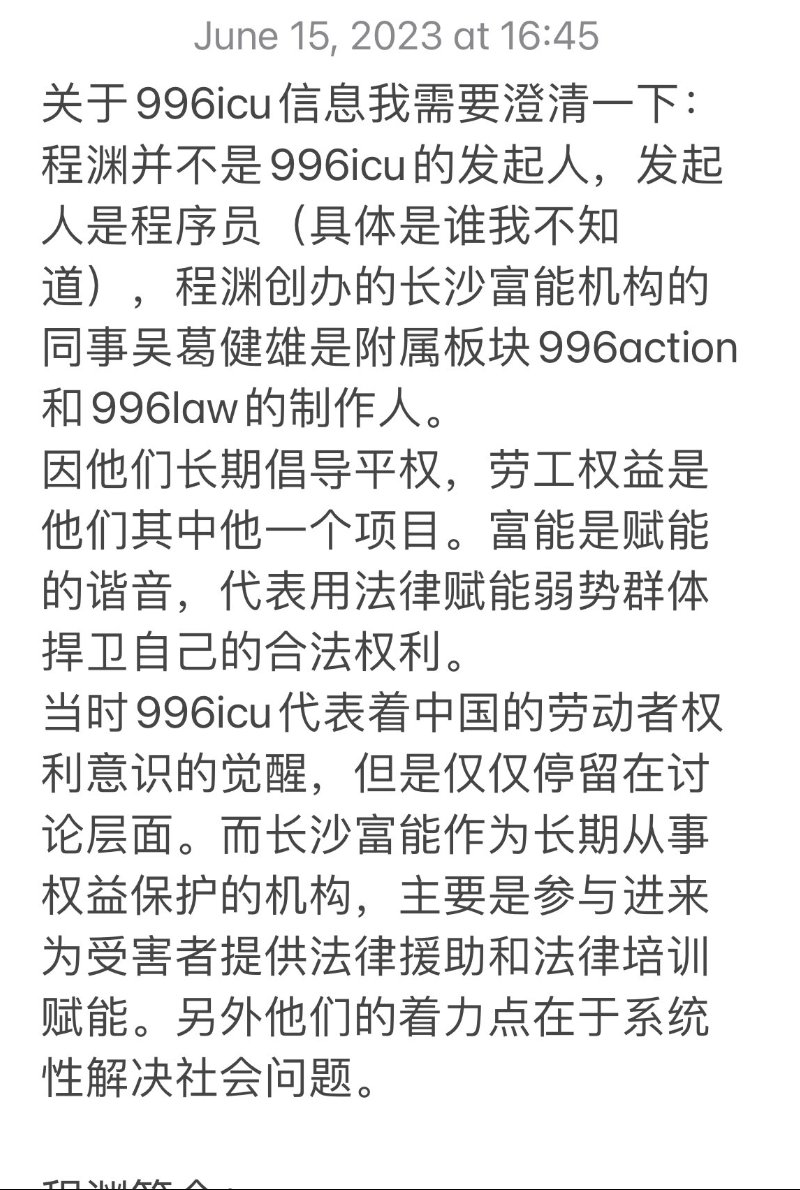 June 15, 2023 at 16:45
关于996icu信息我需要澄清一下：
程渊并不是996icu的发起人，发起
人是程序员（具体是谁我不知
道），程渊创办的长沙富能机构的
同事吴葛健雄是附属板块996action
和996law的制作人。
因他们长期倡导平权，劳工权益是
他们其中他一个项目。富能是赋能
的谐音，代表用法律赋能弱势群体
捍卫自己的合法权利。
当时996icu代表着中国的劳动者权
利意识的觉醒，但是仅仅停留在讨
论层面。而长沙富能作为长期从事
权益保护的机构，主要是参与进来
为受害者提供法律援助和法律培训
赋能。另外他们的着力点在于系统
性解决社会问题。